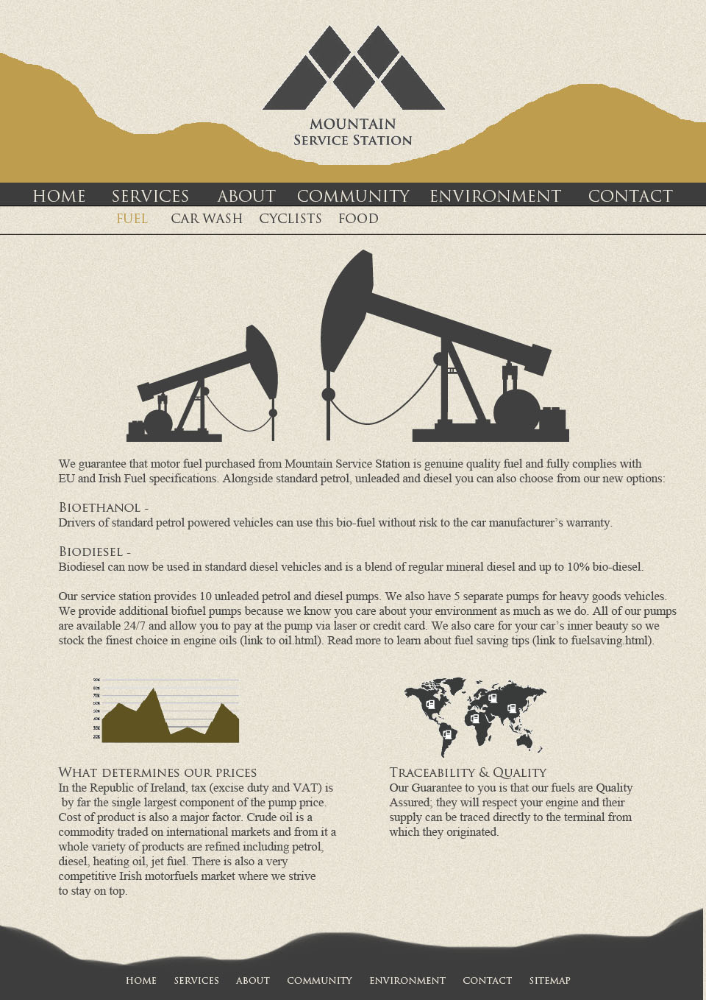 MOUNTAIN
SERVICE STATION
HOME SERVICES ABOUT COMMUNITY ENVIRONMENT CONTACT
FUEL CAR WASH CYCLISTS FOOD
We guarantee that motor fuel purchased from Mountain Service Station is genuine quality fuel and fully complies with
EU and Irish Fuel specifications. Alongside standard petrol, unleaded and diesel you can also choose from our new options:
BIOETHANOL -
Drivers of standard petrol powered vehicles can use this bio-fuel without risk to the car manufacturer’s warranty.
BIODIESEL -
Biodiesel can now be used in standard diesel vehicles and is a blend of regular mineral diesel and up to 10% bio-diesel.
Our service station provides 10 unleaded petrol and diesel pumps. We also have 5 separate pumps for heavy goods vehicles.
We provide additional biofuel pumps because we know you care about your environment as much as we do. All of our pumps
are available 24/7 and allow you to pay at the pump via laser or credit card. We also care for your car’s inner beauty so we
stock the finest choice in engine oils (link to oil.html). Read more to learn about fuel saving tips (link to fuelsaving.html).
WHAT DETERMINES OUR PRICES
In the Republic of Ireland, tax (excise duty and VAT) is
by far the single largest component of the pump price.
Cost of product is also a major factor. Crude oil is a
commodity traded on international markets and from it a
whole variety of products are refined including petrol,
diesel, heating oil, jet fuel. There is also a very
competitive Irish motorfuels market where we strive
to stay on top.
TRACEABILITY & QUALITY
Our Guarantee to you is that our fuels are Quality
Assured; they will respect your engine and their
supply can be traced directly to the terminal from
which they originated.
HOME SERVICES ABOUT COMMUNITY ENVIRONMENT CONTACT SITEMAP